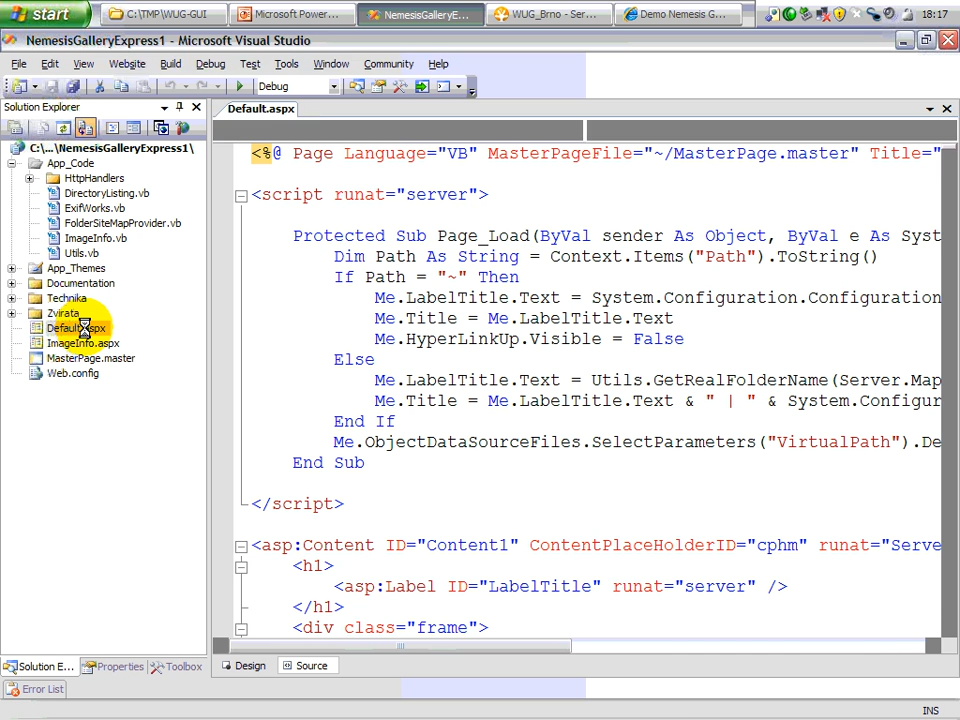 start
C:\TMP\WUG-GUI
Microsoft Power...
NemesisGalleryE...
WUG_Brno - Ser...
Demo Nemesis G...
18:17
NemesisGalleryExpress1 - Microsoft Visual Studio
File Edit View Website Build Debug Test Tools Window Community Help
Debug
Solution Explorer
Default.aspx
C:\...\NemesisGalleryExpress1\
App_Code
HttpHandlers
DirectoryListing.vb
ExifWorks.vb
FolderSiteMapProvider.vb
ImageInfo.vb
Utils.vb
App_Themes
Documentation
Technika
Zvirata
Default.aspx
ImageInfo.aspx
MasterPage.master
Web.config
<%@ Page Language="VB" MasterPageFile="~/MasterPage.master" Title="
<script runat="server">
Protected Sub Page_Load(ByVal sender As Object, ByVal e As Syst
Dim Path As String = Context.Items("Path").ToString()
If Path = "~" Then
Me.LabelTitle.Text = System.Configuration.Configuration
Me.Title = Me.LabelTitle.Text
Me.HyperLinkUp.Visible = False
Else
Me.LabelTitle.Text = Utils.GetRealFolderName(Server.Map
Me.Title = Me.LabelTitle.Text & " | " & System.Configur
End If
Me.ObjectDataSourceFiles.SelectParameters("VirtualPath").De
End Sub
</script>
<asp:Content ID="Content1" ContentPlaceHolderID="cphm" runat="Serve
<h1>
<asp:Label ID="LabelTitle" runat="server" />
</h1>
<div class="frame">
Solution E... Properties Toolbox
Design Source
Error List
INS